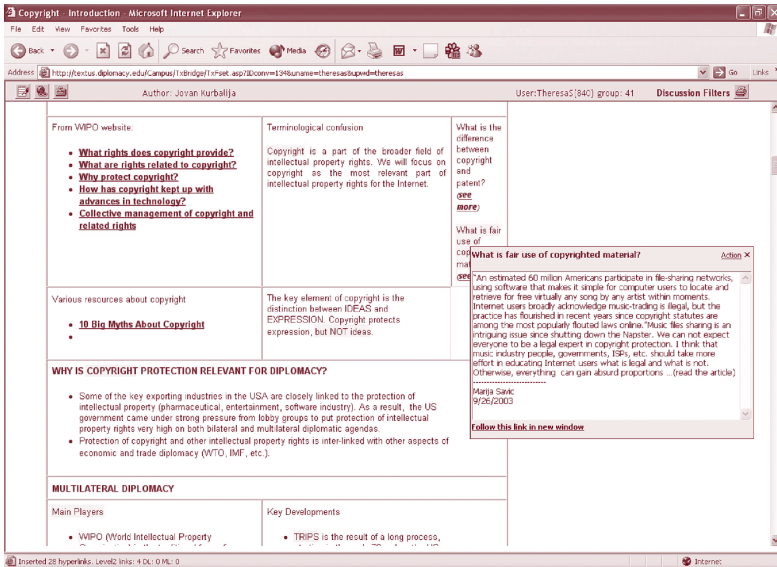 Copyright - Introduction - Microsoft Internet Explorer
File Edit View Favorites Tools Help
Back Search Favorites Media
Address http://textus.diplomacy.edu/Campus/TxBridge/TxFset.asp?IDconv=134&uname=theresas&upwd=theresas Go Links
Author: Jovan Kurbalija User:TheresaS[840] group: 41 Discussion Filters
From WIPO website:
What rights does copyright provide?
What are rights related to copyright?
Why protect copyright?
How has copyright kept up with
advances in technology?
Collective management of copyright and
related rights
Terminological confusion
Copyright is a part of the broader field of
intellectual property rights. We will focus on
copyright as the most relevant part of
intellectual property rights for the Internet.
What is the
difference
between
copyright
and
patent?
(see
more)
What is fair
use of
cop
mat
(see
What is fair use of copyrighted material? Action ×
"An estimated 60 million Americans participate in file-sharing networks,
using software that makes it simple for computer users to locate and
retrieve for free virtually any song by any artist within moments.
Internet users broadly acknowledge music-trading is illegal, but the
practice has flourished in recent years since copyright statutes are
among the most popularly flouted laws online."Music files sharing is an
intriguing issue since shutting down the Napster. We can not expect
everyone to be a legal expert in copyright protection. I think that
music industry people, governments, ISPs, etc. should take more
effort in educating Internet users what is legal and what is not.
Otherwise, everything can gain absurd proportions ...(read the article)
--------------------------
Marija Savic
9/26/2003
Follow this link in new window
Various resources about copyright
10 Big Myths About Copyright
The key element of copyright is the
distinction between IDEAS and
EXPRESSION. Copyright protects
expression, but NOT ideas.
WHY IS COPYRIGHT PROTECTION RELEVANT FOR DIPLOMACY?
Some of the key exporting industries in the USA are closely linked to the protection of
intellectual property (pharmaceutical, entertainment, software industry). As a result, the US
government came under strong pressure from lobby groups to put protection of intellectual
property rights very high on both bilateral and multilateral diplomatic agendas.
Protection of copyright and other intellectual property rights is inter-linked with other aspects of
economic and trade diplomacy (WTO, IMF, etc.).
MULTILATERAL DIPLOMACY
Main Players
WIPO (World Intellectual Property
Key Developments
TRIPS is the result of a long process,
Inserted 28 hyperlinks. Level2 links: 4 DL: 0 ML: 0 Internet